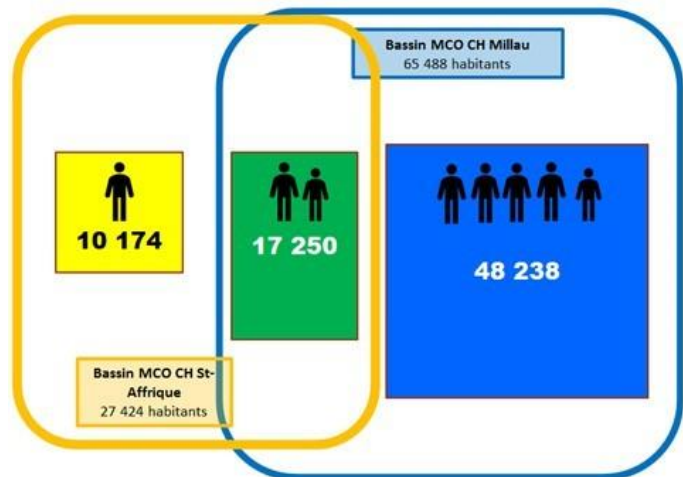 Bassin MCO CH Millau
65 488 habitants
10 174
17 250
48 238
Bassin MCO CH St-
Affrique
27 424 habitants